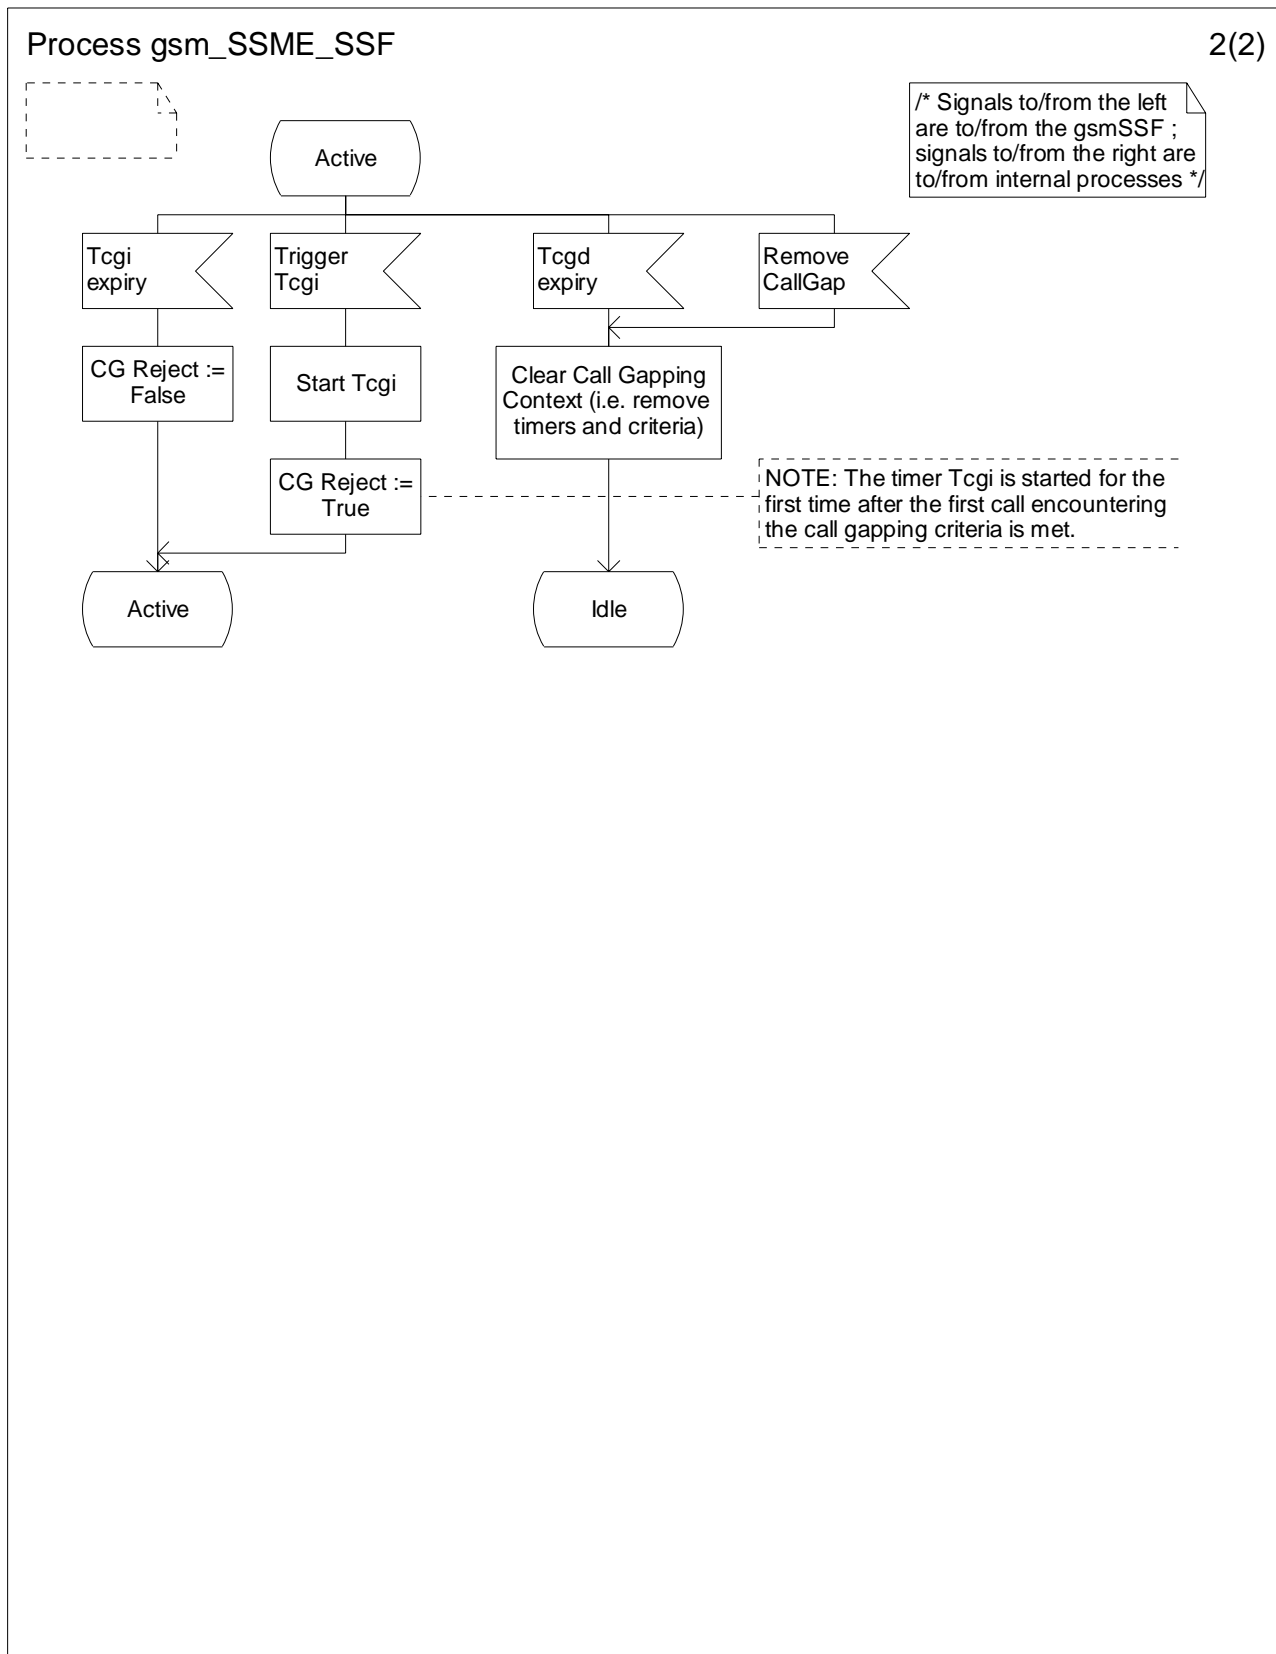 Process gsm_SSME_SSF
2(2)
/* Signals to/from the left
are to/from the gsmSSF ;
signals to/from the right are
to/from internal processes */
Active
Tcgi
expiry
Trigger
Tcgi
Tcgd
expiry
Remove
CallGap
CG Reject :=
False
Start Tcgi
Clear Call Gapping
Context (i.e. remove
timers and criteria)
CG Reject :=
True
NOTE: The timer Tcgi is started for the
first time after the first call encountering
the call gapping criteria is met.
Active
Idle